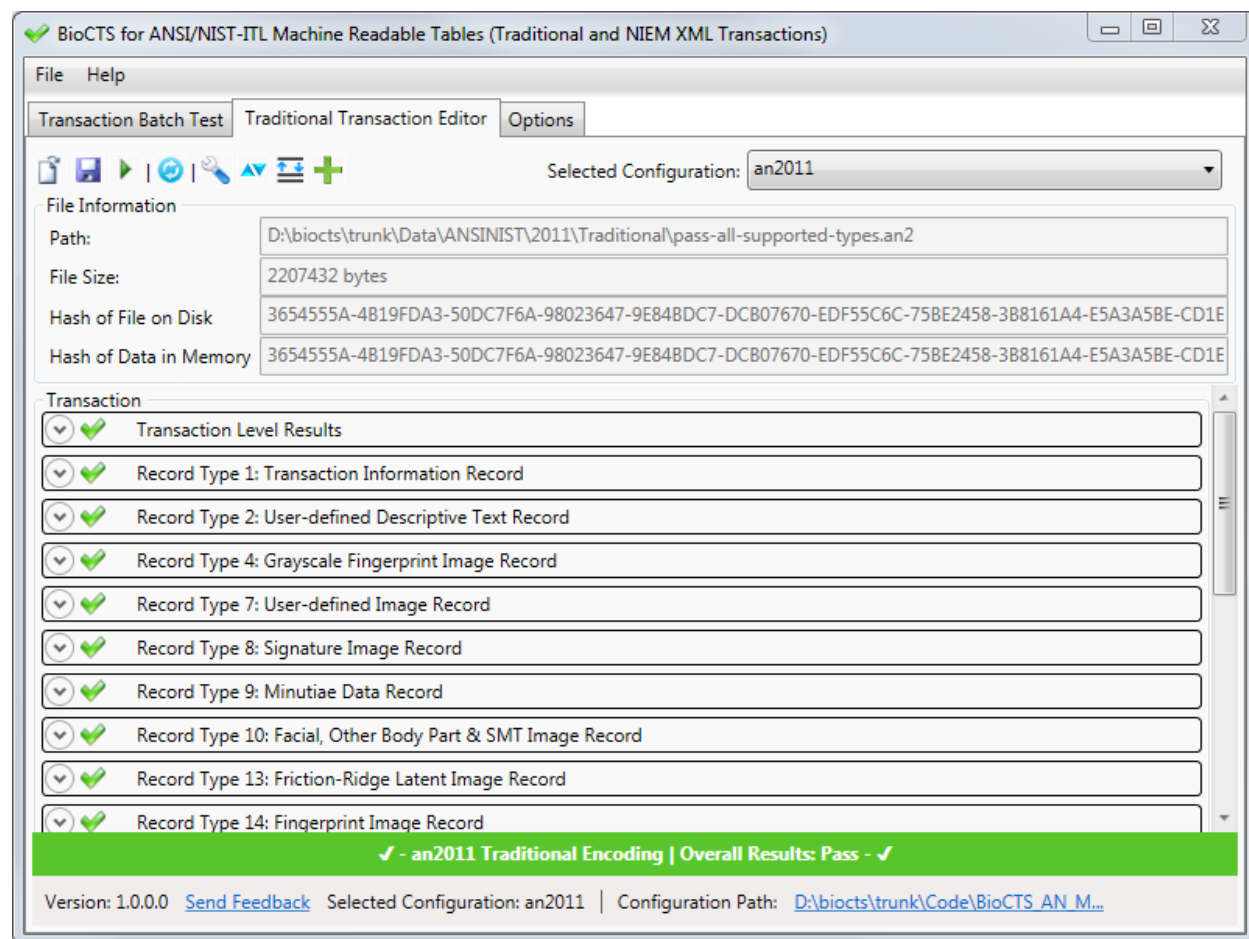 BioCTS for ANSI/NIST-ITL Machine Readable Tables (Traditional and NIEM XML Transactions)
File Help
Transaction Batch Test Traditional Transaction Editor Options
Selected Configuration: an2011
File Information
Path: D:\biocts\trunk\Data\ANSINIST\2011\Traditional\pass-all-supported-types.an2
File Size: 2207432 bytes
Hash of File on Disk 3654555A-4B19FDA3-50DC7F6A-98023647-9E84BDC7-DCB07670-EDF55C6C-75BE2458-3B8161A4-E5A3A5BE-CD1E
Hash of Data in Memory 3654555A-4B19FDA3-50DC7F6A-98023647-9E84BDC7-DCB07670-EDF55C6C-75BE2458-3B8161A4-E5A3A5BE-CD1E
Transaction
Transaction Level Results
Record Type 1: Transaction Information Record
Record Type 2: User-defined Descriptive Text Record
Record Type 4: Grayscale Fingerprint Image Record
Record Type 7: User-defined Image Record
Record Type 8: Signature Image Record
Record Type 9: Minutiae Data Record
Record Type 10: Facial, Other Body Part & SMT Image Record
Record Type 13: Friction-Ridge Latent Image Record
Record Type 14: Fingerprint Image Record
✓ - an2011 Traditional Encoding | Overall Results: Pass - ✓
Version: 1.0.0.0 Send Feedback Selected Configuration: an2011 | Configuration Path: D:\biocts\trunk\Code\BioCTS_AN_M...